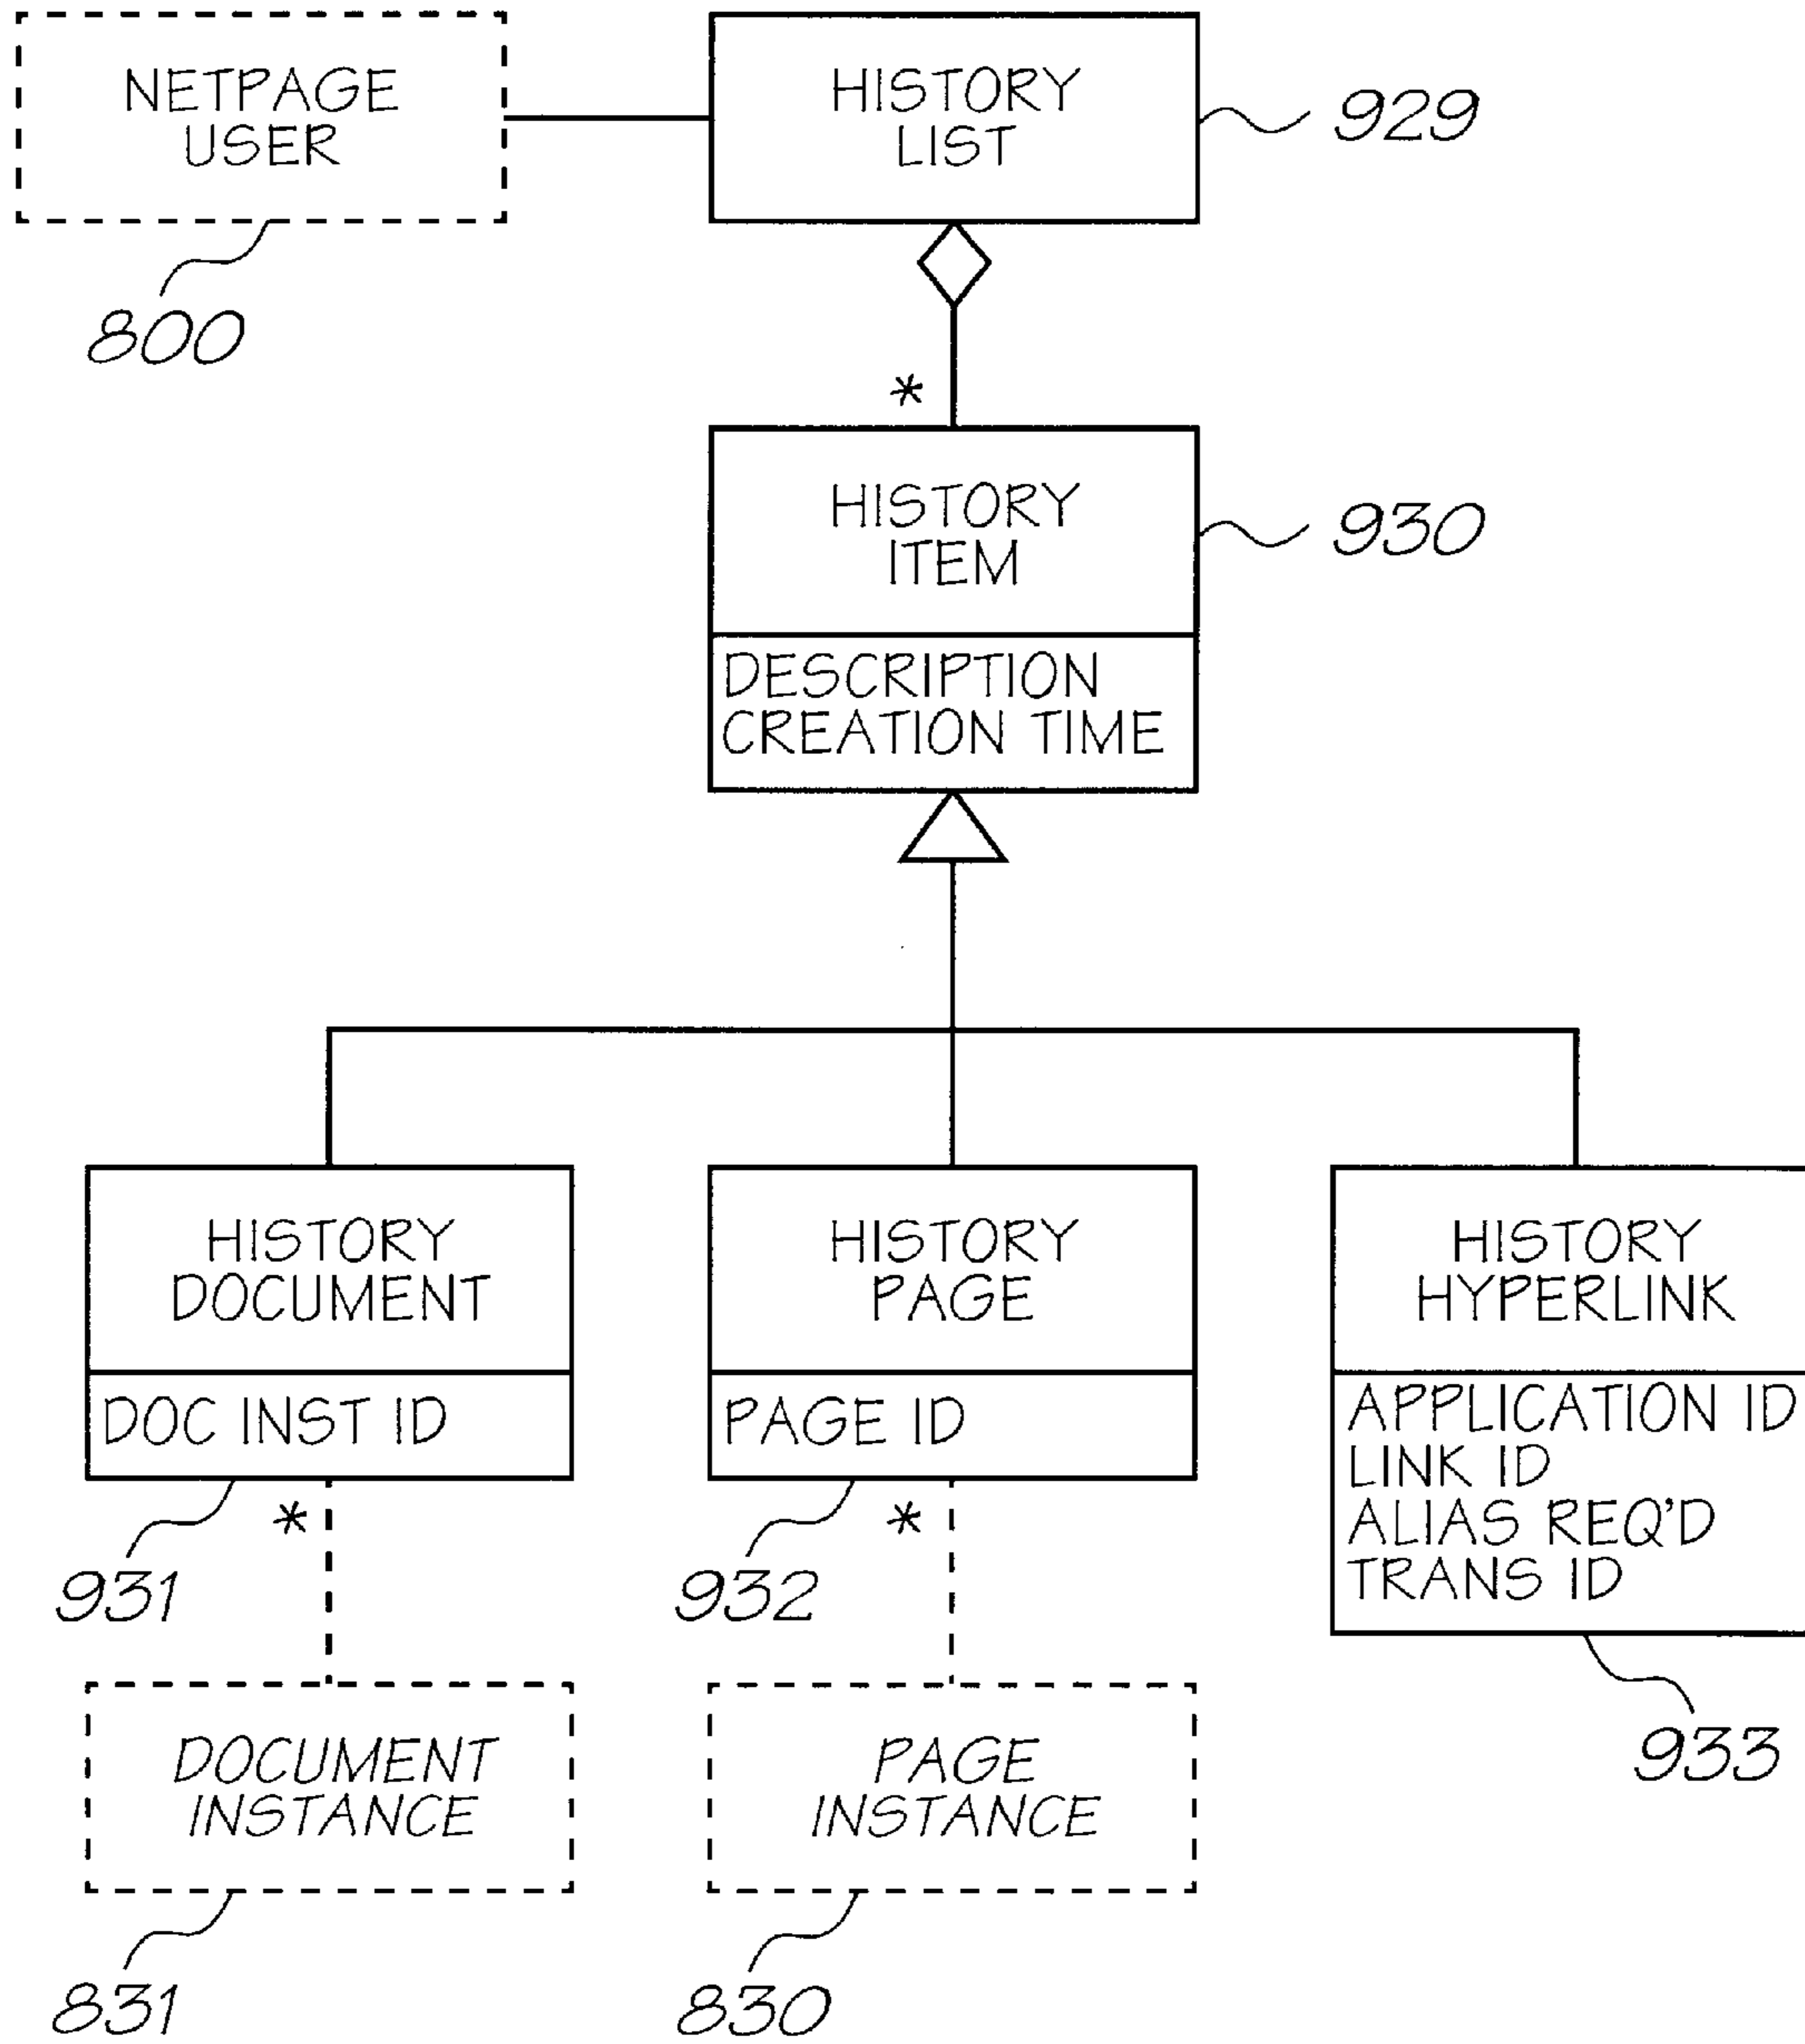 NETPAGE
USER
800
HISTORY
LIST
929
*
HISTORY
ITEM
930
DESCRIPTION
CREATION TIME
HISTORY
DOCUMENT
DOC INST ID
931
*
HISTORY
PAGE
PAGE ID
932
*
HISTORY
HYPERLINK
APPLICATION ID
LINK ID
ALIAS REQ'D
TRANS ID
933
DOCUMENT
INSTANCE
831
PAGE
INSTANCE
830